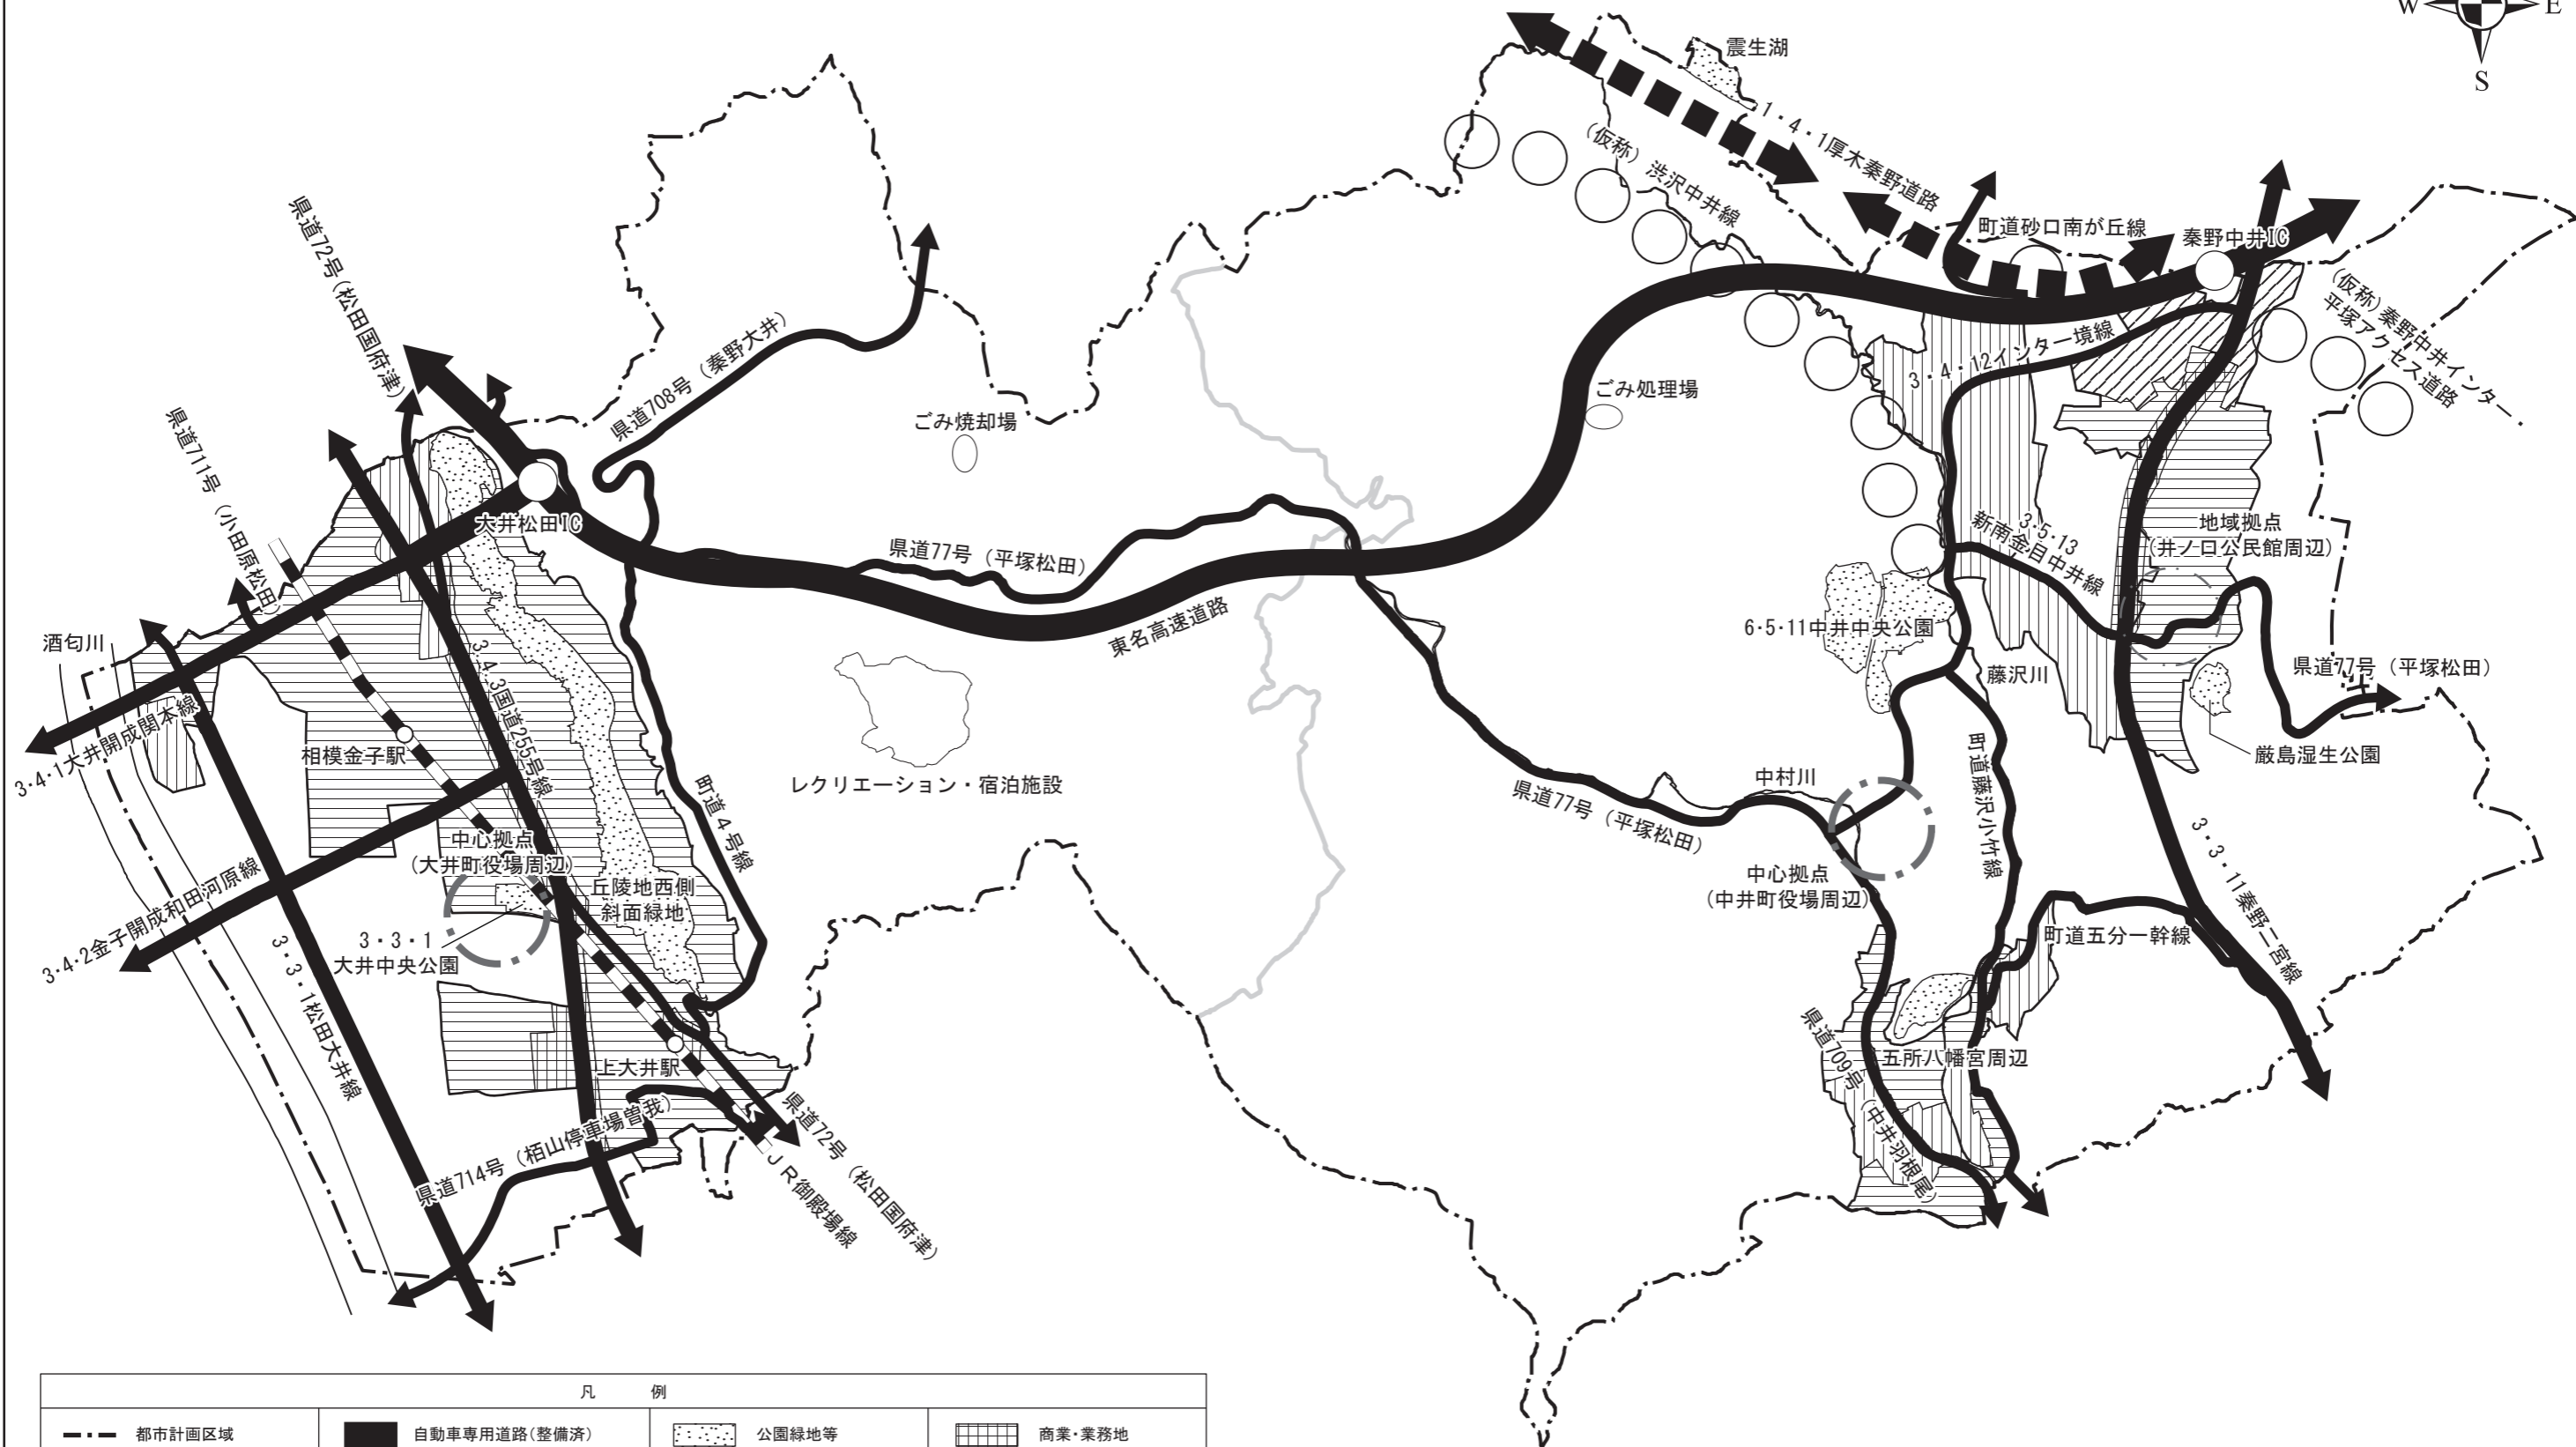 W
E
S
震生湖
1・4・1厚木秦野道路
(仮称) 渋沢中井線
町道砂口南が丘線
秦野中井IC
(仮称)秦野中井インター
平塚アクセス道路
県道72号(松田国府津)
県道708号(秦野大井)
ごみ焼却場
ごみ処理場
3・4・12インター境線
県道711号(小田原松田)
大井松田IC
県道77号(平塚松田)
東名高速道路
3・5・13
新南金目中井線
地域拠点
(井ノ口公民館周辺)
酒匂川
6・5・11中井中央公園
藤沢川
県道77号(平塚松田)
3・4・3国道255号線
3・4・1大井開成関本線
相模金子駅
レクリエーション・宿泊施設
厳島湿生公園
町道4号線
県道77号(平塚松田)
中村川
町道藤沢小竹線
中心拠点
(大井町役場周辺)
丘陵地西側
斜面緑地
3・4・2金子開成和田河原線
3・3・1
大井中央公園
中心拠点
(中井町役場周辺)
3・3・11秦野二宮線
町道五分一幹線
3・3・1松田大井線
上大井駅
五所八幡宮周辺
県道709号(中井羽根尾)
県道714号(栢山停車場曽我)
県道72号(松田国府津)
JR御殿場線
凡例
都市計画区域
自動車専用道路(整備済)
公園緑地等
商業・業務地